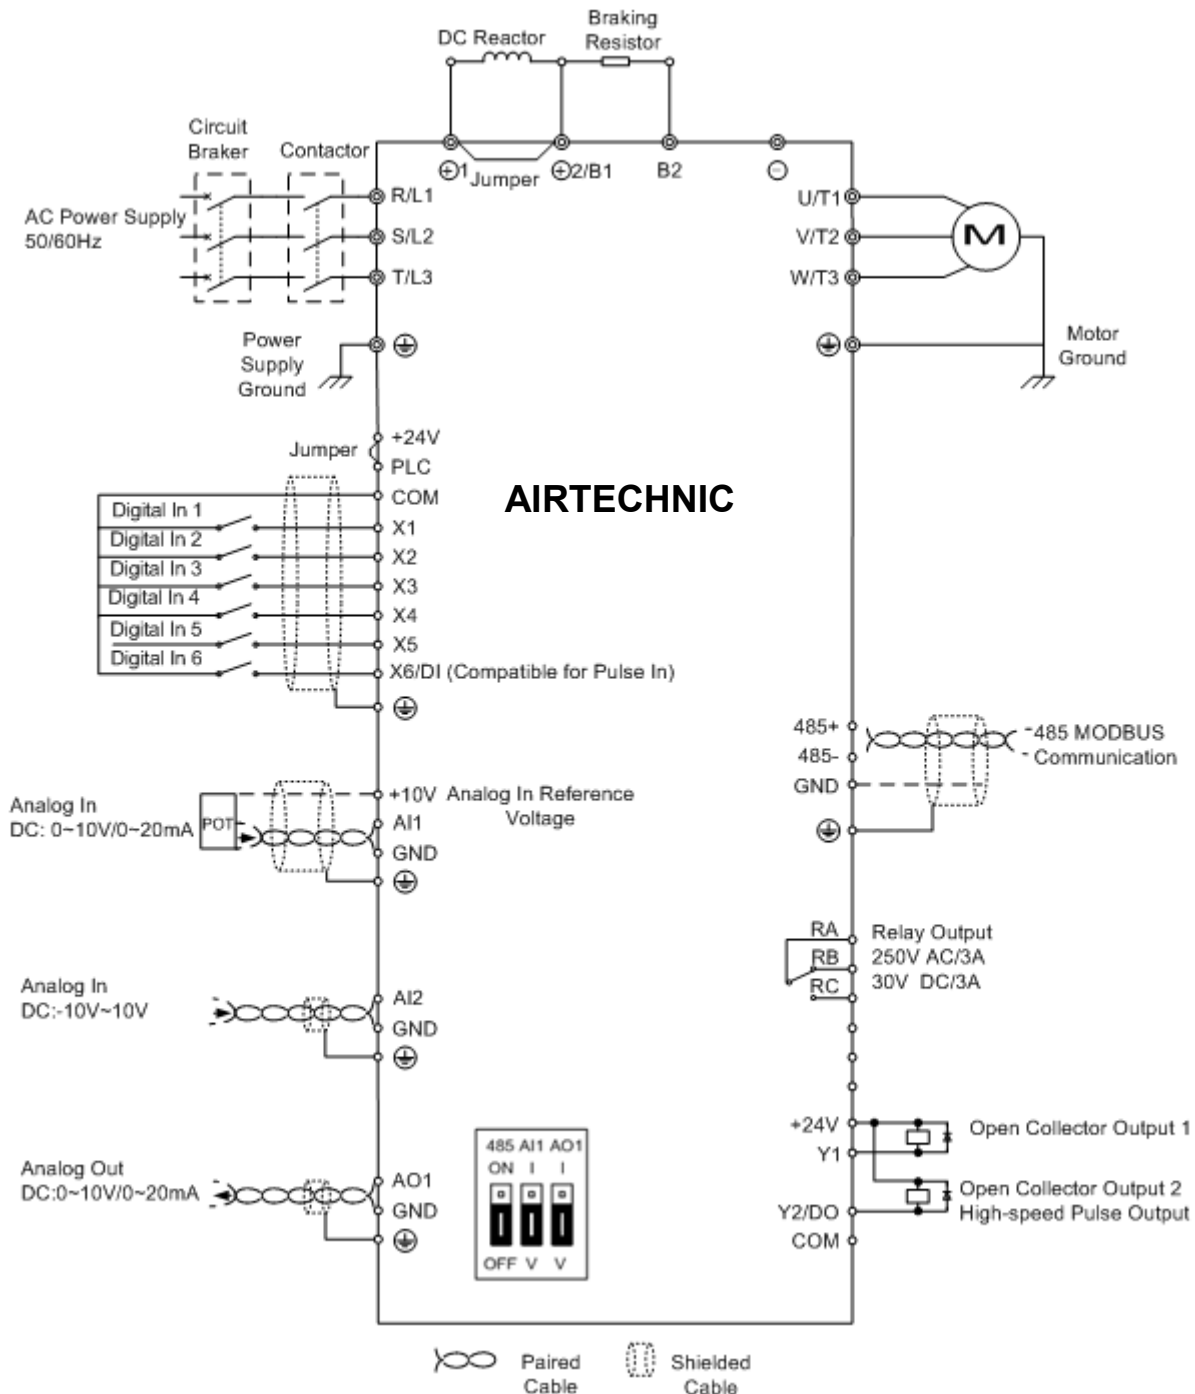 DC Reactor
Braking
Resistor
Circuit
Braker
Contactor
⊕1
Jumper
⊕2/B1
B2
⊖
AC Power Supply
50/60Hz
R/L1
S/L2
T/L3
U/T1
V/T2
W/T3
M
Power
Supply
Ground
Motor
Ground
Jumper
+24V
PLC
COM
AIRTECHNIC
Digital In 1
X1
Digital In 2
X2
Digital In 3
X3
Digital In 4
X4
Digital In 5
X5
Digital In 6
X6/DI (Compatible for Pulse In)
485+
485-
GND
485 MODBUS
Communication
Analog In
DC: 0~10V/0~20mA
POT
+10V
Analog In Reference
Voltage
AI1
GND
RA
RB
RC
Relay Output
250V AC/3A
30V DC/3A
Analog In
DC:-10V~10V
AI2
GND
+24V
Y1
Open Collector Output 1
Y2/DO
COM
Open Collector Output 2
High-speed Pulse Output
Analog Out
DC:0~10V/0~20mA
AO1
GND
485 AI1 AO1
ON I I
OFF V V
Paired
Cable
Shielded
Cable